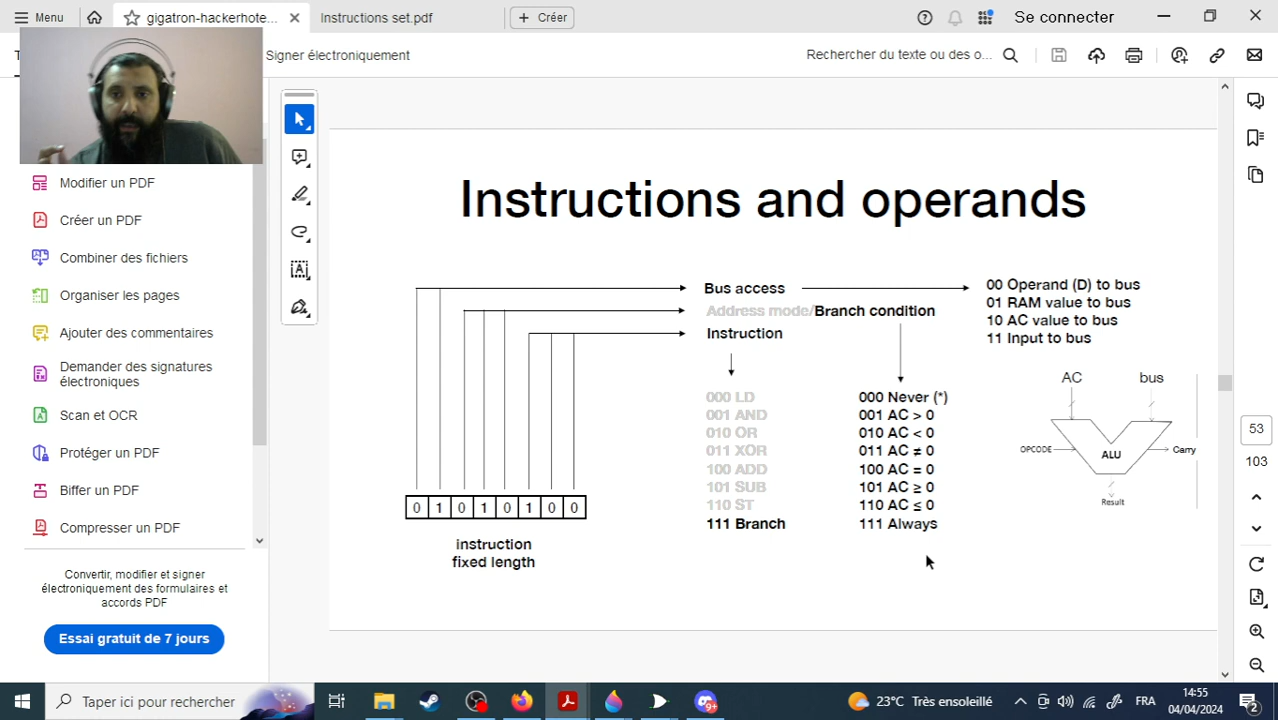 Menu
gigatron-hackerhote...
Instructions set.pdf
Créer
Se connecter
Signer électroniquement
Rechercher du texte ou des o...
Modifier un PDF
Créer un PDF
Combiner des fichiers
Organiser les pages
Ajouter des commentaires
Demander des signatures
électroniques
Scan et OCR
Protéger un PDF
Biffer un PDF
Compresser un PDF
Convertir, modifier et signer
électroniquement des formulaires et
accords PDF
Essai gratuit de 7 jours
Instructions and operands
Bus access
Address mode/Branch condition
Instruction
00 Operand (D) to bus
01 RAM value to bus
10 AC value to bus
11 Input to bus
000 LD
001 AND
010 OR
011 XOR
100 ADD
101 SUB
110 ST
111 Branch
000 Never (*)
001 AC > 0
010 AC < 0
011 AC ≠ 0
100 AC = 0
101 AC ≥ 0
110 AC ≤ 0
111 Always
AC bus
OPCODE ALU Carry
Result
0 1 0 1 0 1 0 0
instruction
fixed length
53
103
Taper ici pour rechercher
9+
23°C Très ensoleillé
FRA
14:55
04/04/2024
2